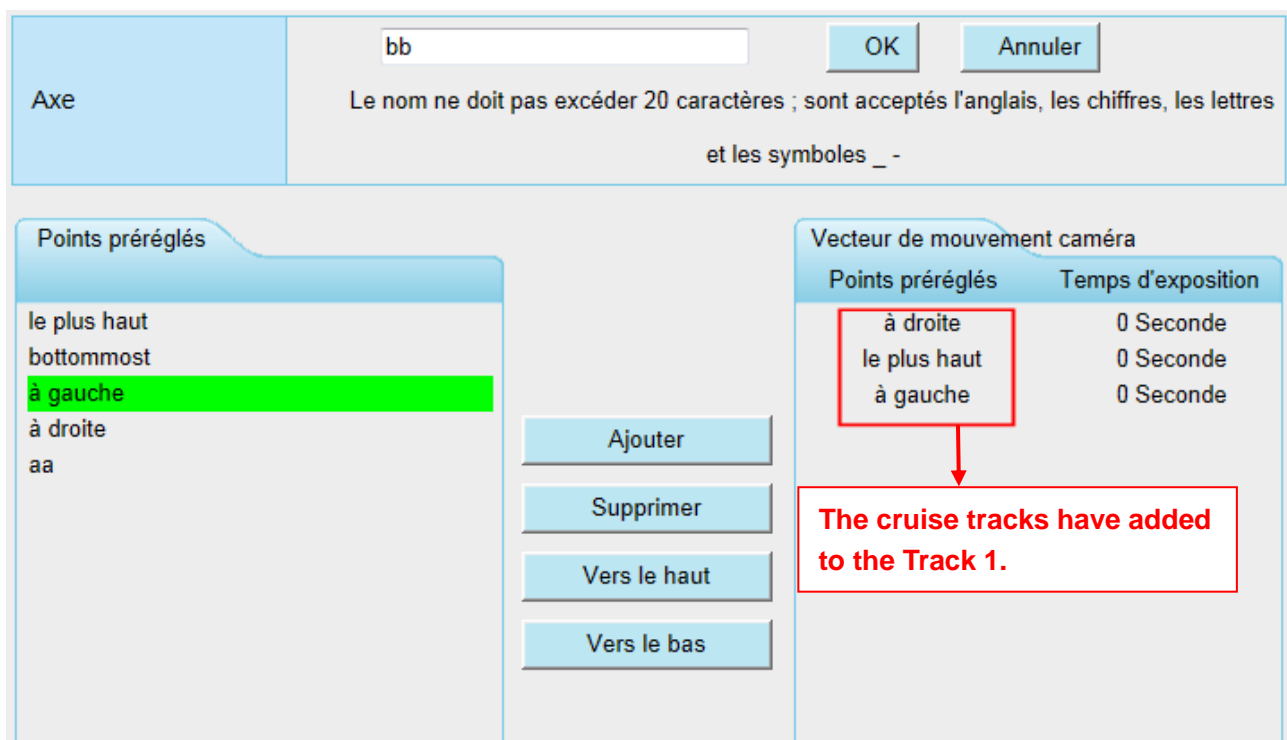 bb
OK
Annuler
Axe
Le nom ne doit pas excéder 20 caractères ; sont acceptés l'anglais, les chiffres, les lettres
et les symboles _ -
Points préréglés
le plus haut
bottommost
à gauche
à droite
aa
Ajouter
Supprimer
Vers le haut
Vers le bas
Vecteur de mouvement caméra
Points préréglés Temps d'exposition
à droite 0 Seconde
le plus haut 0 Seconde
à gauche 0 Seconde
The cruise tracks have added
to the Track 1.